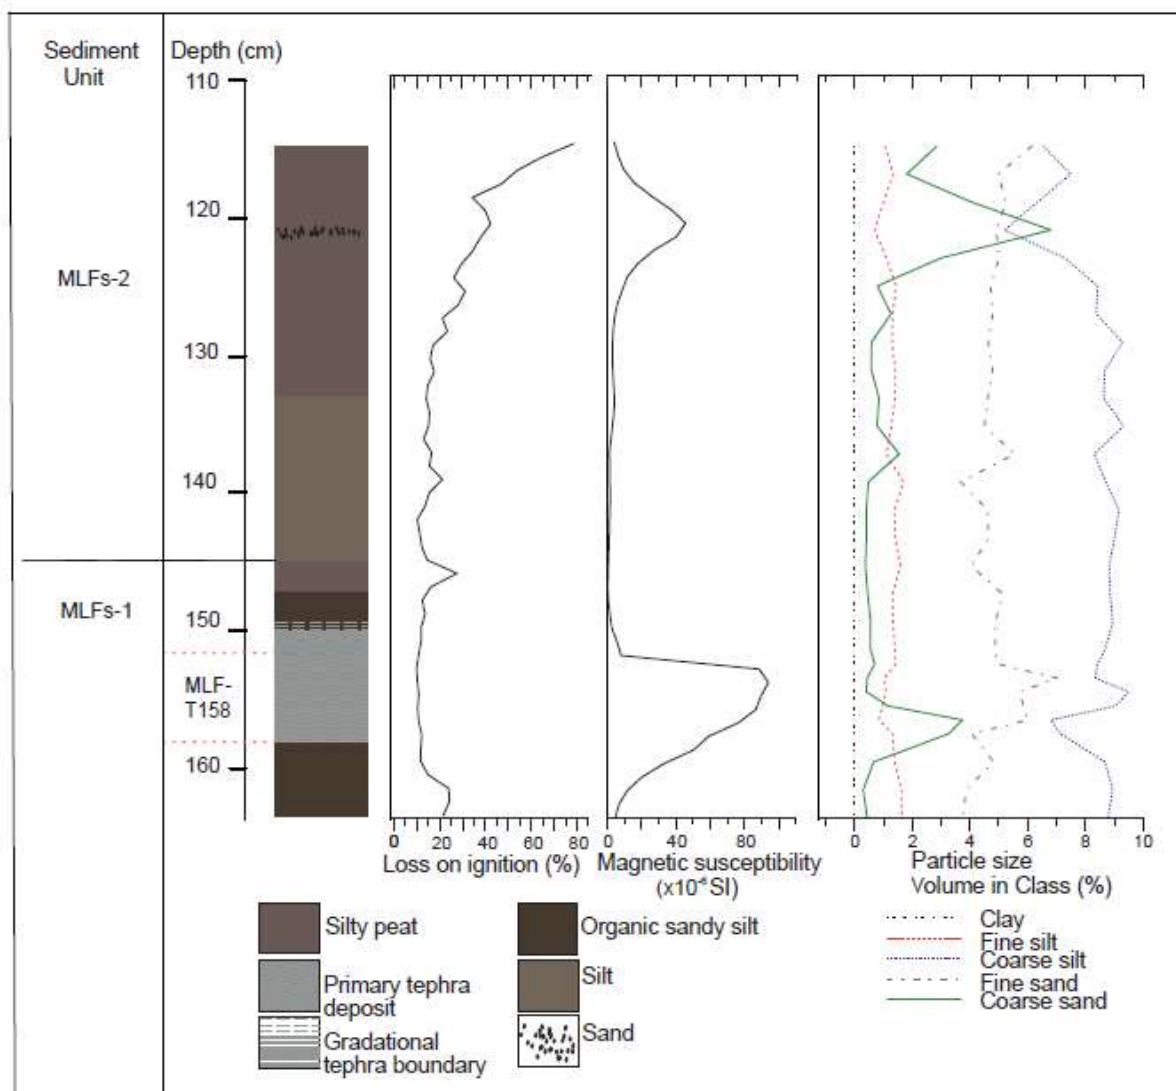 Sediment
Unit
Depth (cm)
110
120
130
140
150
160
MLFs-2
MLFs-1
MLF-
T158
0 20 40 60 80
Loss on ignition (%)
0 40 80
Magnetic susceptibility
(x10⁻⁸SI)
0 2 4 6 8 10
Particle size
Volume in Class (%)
Silty peat
Primary tephra
deposit
Gradational
tephra boundary
Organic sandy silt
Silt
Sand
Clay
Fine silt
Coarse silt
Fine sand
Coarse sand